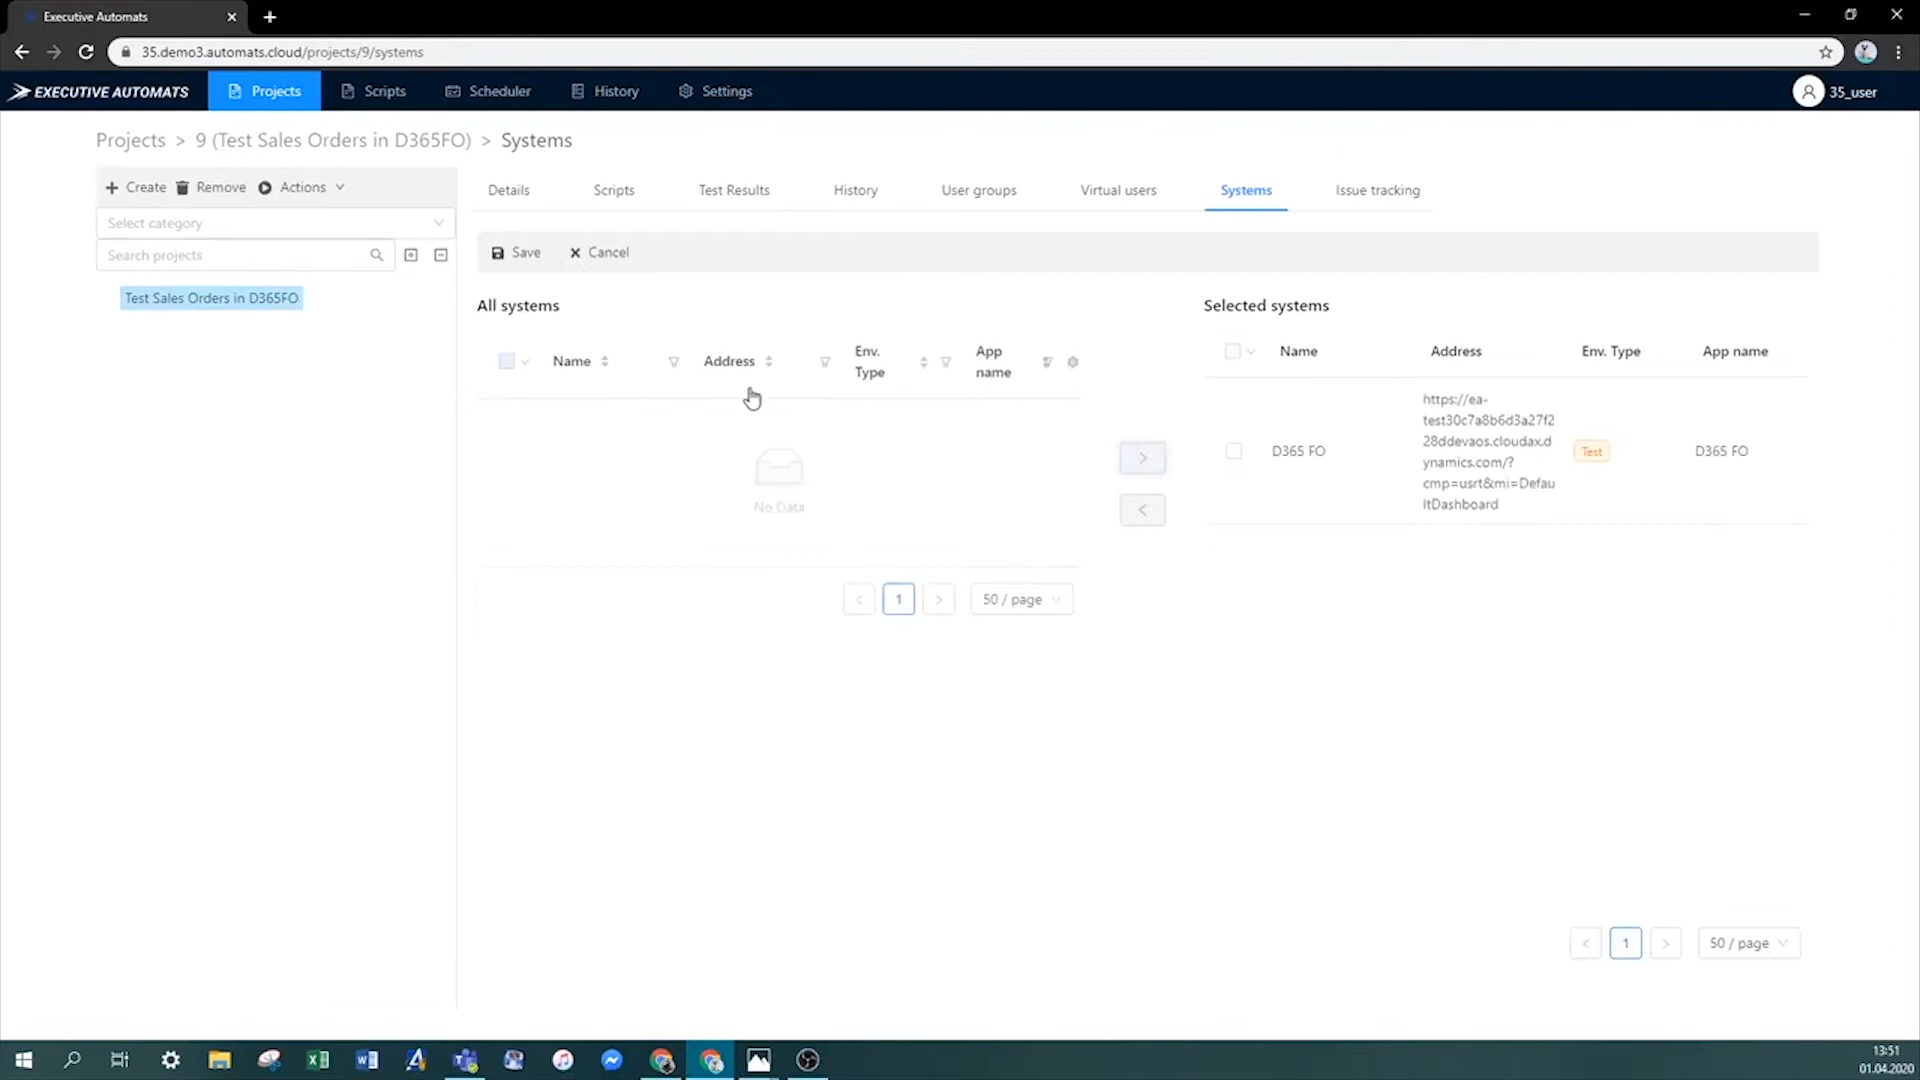 Executive Automats
35.demo3.automats.cloud/projects/9/systems
EXECUTIVE AUTOMATS
Projects
Scripts
Scheduler
History
Settings
35_user
Projects > 9 (Test Sales Orders in D365FO) > Systems
Create
Remove
Actions
Select category
Search projects
Test Sales Orders in D365FO
Details
Scripts
Test Results
History
User groups
Virtual users
Systems
Issue tracking
Save
Cancel
All systems
Name
Address
Env.
Type
App
name
No Data
1
50 / page
Selected systems
Name
Address
Env. Type
App name
D365 FO
https://ea-
test30c7a8b6d3a27f2
28ddevaos.cloudax.d
ynamics.com/?
cmp=usrt&mi=Defau
ltDashboard
Test
D365 FO
1
50 / page
13:51
01.04.2020